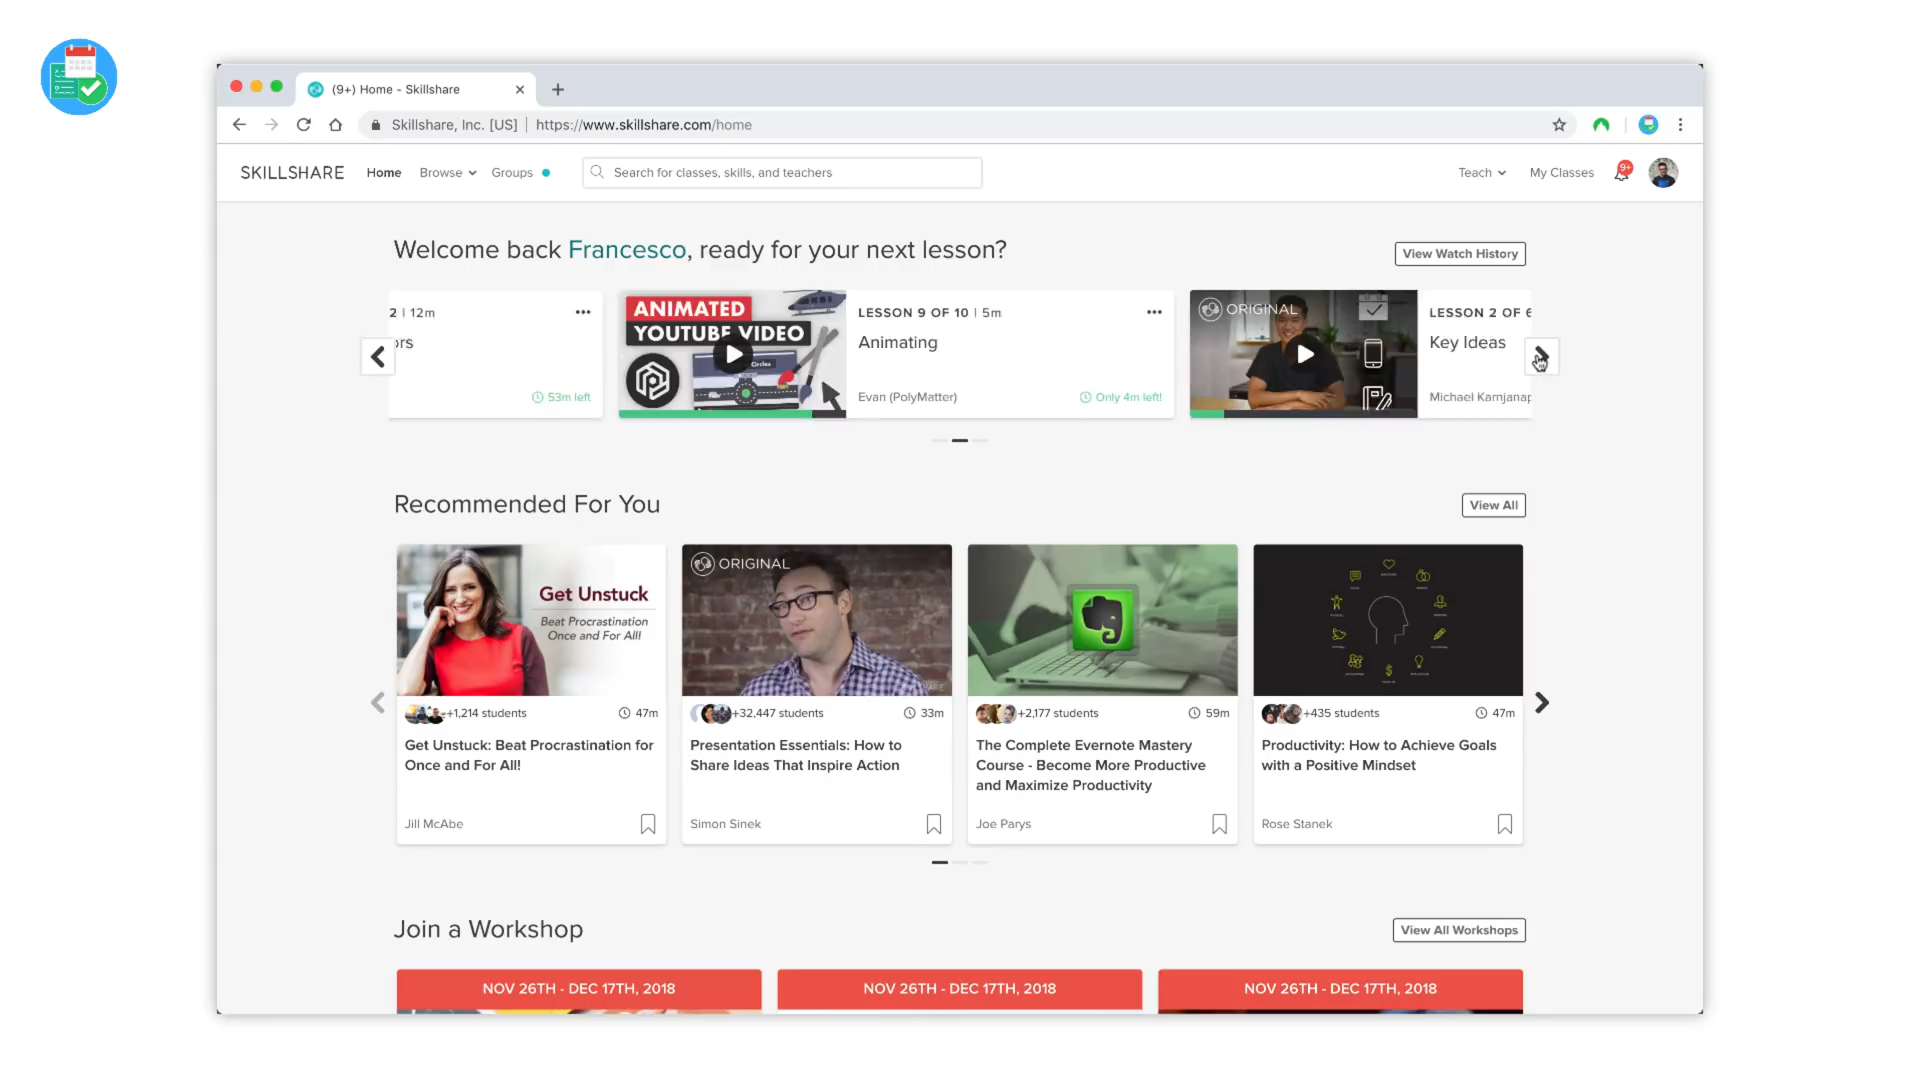 (9+) Home - Skillshare
Skillshare, Inc. [US] | https://www.skillshare.com/home
SKILLSHARE Home Browse Groups Search for classes, skills, and teachers Teach My Classes 9+
Welcome back Francesco, ready for your next lesson? View Watch History
2 | 12m
ors
53m left
ANIMATED
YOUTUBE VIDEO
Circles
LESSON 9 OF 10 | 5m
Animating
Evan (PolyMatter) Only 4m left!
ORIGINAL
LESSON 2 OF 6
Key Ideas
Michael Karnjanap
Recommended For You View All
Get Unstuck
Beat Procrastination
Once and For All!
+1,214 students 47m
Get Unstuck: Beat Procrastination for
Once and For All!
Jill McAbe
ORIGINAL
+32,447 students 33m
Presentation Essentials: How to
Share Ideas That Inspire Action
Simon Sinek
+2,177 students 59m
The Complete Evernote Mastery
Course - Become More Productive
and Maximize Productivity
Joe Parys
+435 students 47m
Productivity: How to Achieve Goals
with a Positive Mindset
Rose Stanek
Join a Workshop View All Workshops
NOV 26TH - DEC 17TH, 2018
NOV 26TH - DEC 17TH, 2018
NOV 26TH - DEC 17TH, 2018